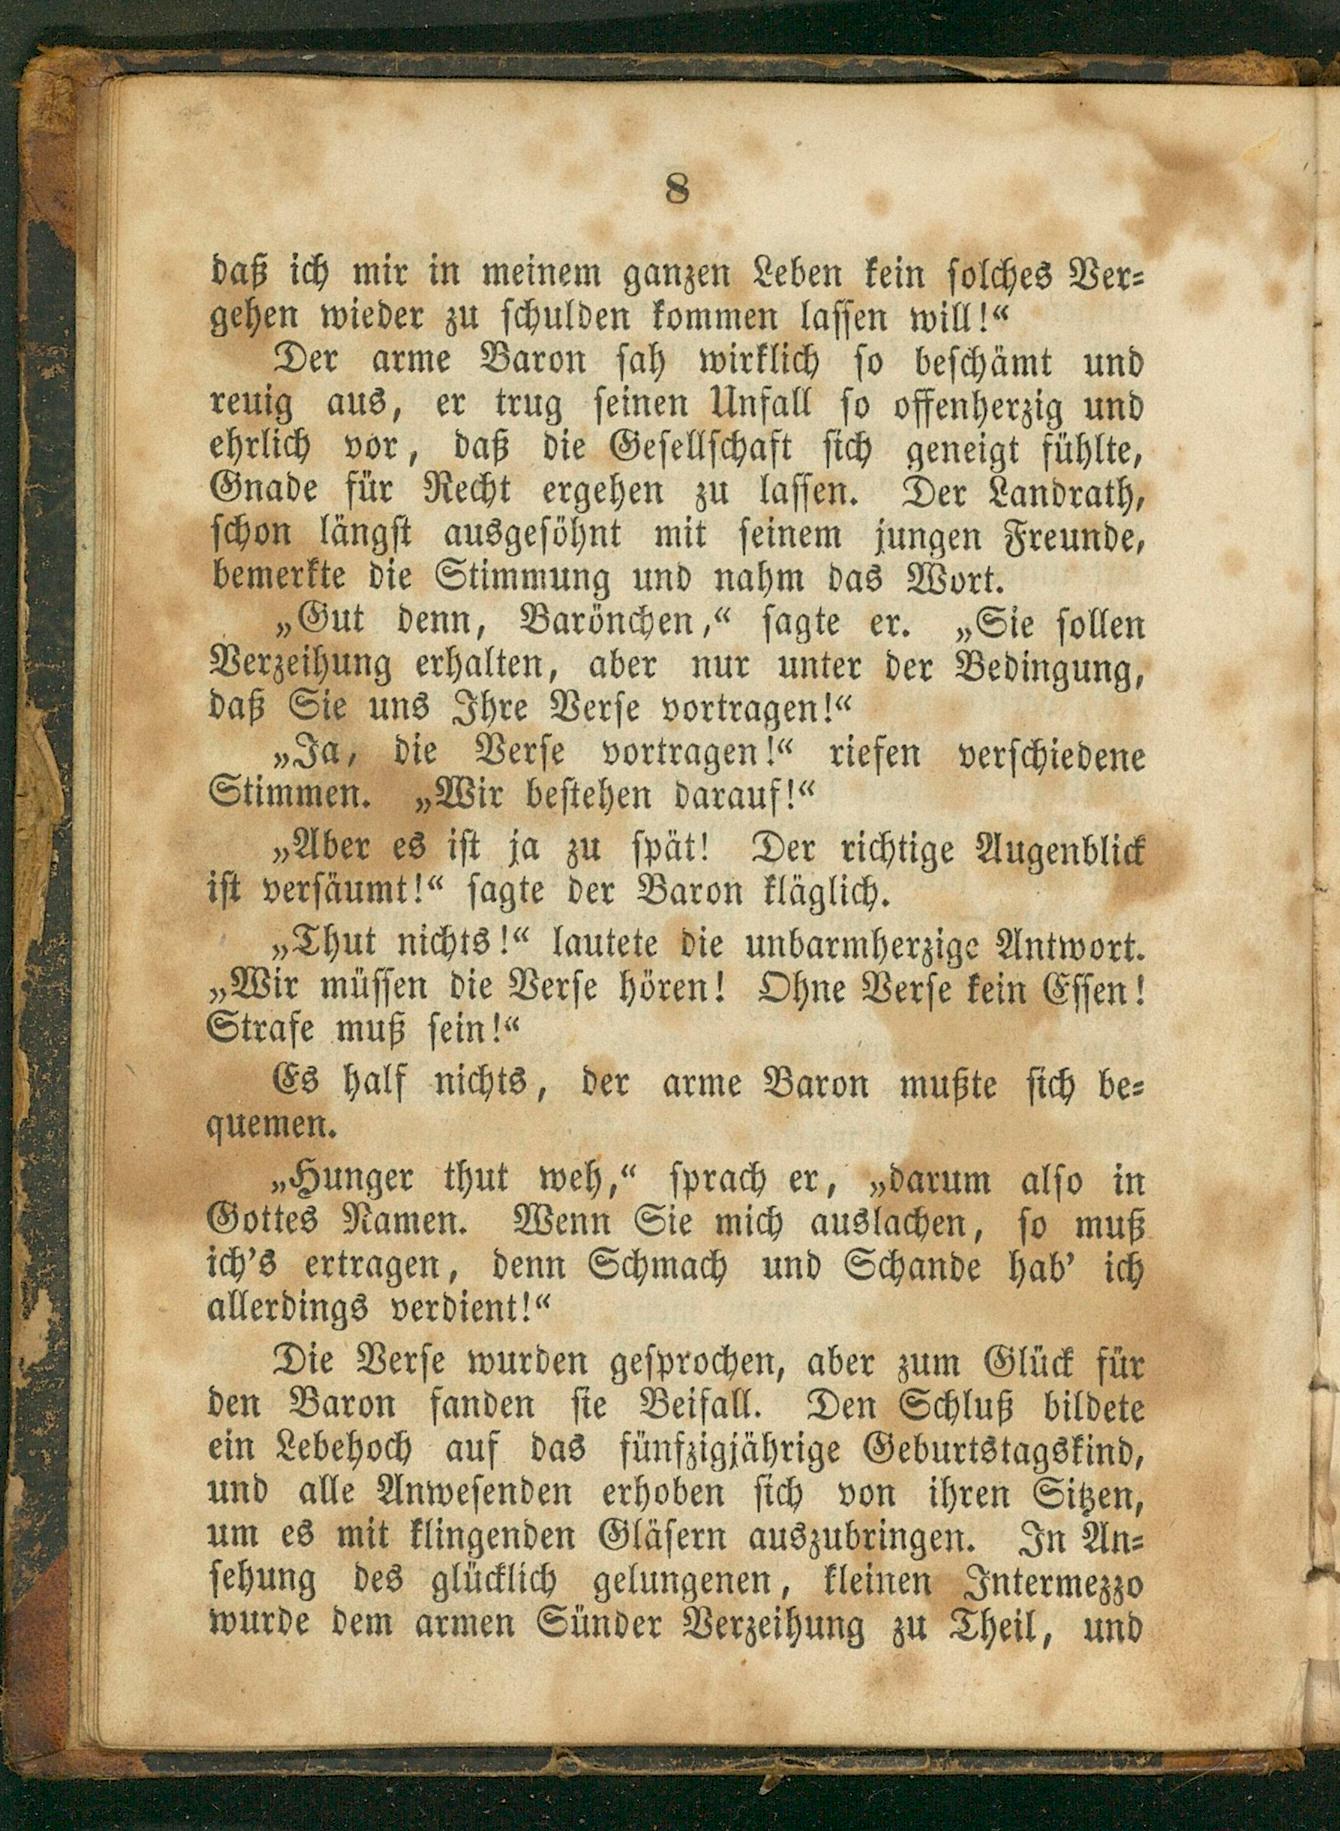 8
daß ich mir in meinem ganzen Leben kein solches Ver-
gehen wieder zu schulden kommen lassen will!“
Der arme Baron sah wirklich so beschämt und
reuig aus, er trug seinen Unfall so offenherzig und
ehrlich vor, daß die Gesellschaft sich geneigt fühlte,
Gnade für Recht ergehen zu lassen. Der Landrath,
schon längst ausgesöhnt mit seinem jungen Freunde,
bemerkte die Stimmung und nahm das Wort.
„Gut denn, Barönchen,“ sagte er. „Sie sollen
Verzeihung erhalten, aber nur unter der Bedingung,
daß Sie uns Ihre Verse vortragen!“
„Ja, die Verse vortragen!“ riefen verschiedene
Stimmen. „Wir bestehen darauf!“
„Aber es ist ja zu spät! Der richtige Augenblick
ist versäumt!“ sagte der Baron kläglich.
„Thut nichts!“ lautete die unbarmherzige Antwort.
„Wir müssen die Verse hören! Ohne Verse kein Essen!
Strafe muß sein!“
Es half nichts, der arme Baron mußte sich be-
quemen.
„Hunger thut weh,“ sprach er, „darum also in
Gottes Namen. Wenn Sie mich auslachen, so muß
ich's ertragen, denn Schmach und Schande hab' ich
allerdings verdient!“
Die Verse wurden gesprochen, aber zum Glück für
den Baron fanden sie Beifall. Den Schluß bildete
ein Lebehoch auf das fünfzigjährige Geburtstagskind,
und alle Anwesenden erhoben sich von ihren Sitzen,
um es mit klingenden Gläsern auszubringen. In An-
sehung des glücklich gelungenen, kleinen Intermezzo
wurde dem armen Sünder Verzeihung zu Theil, und